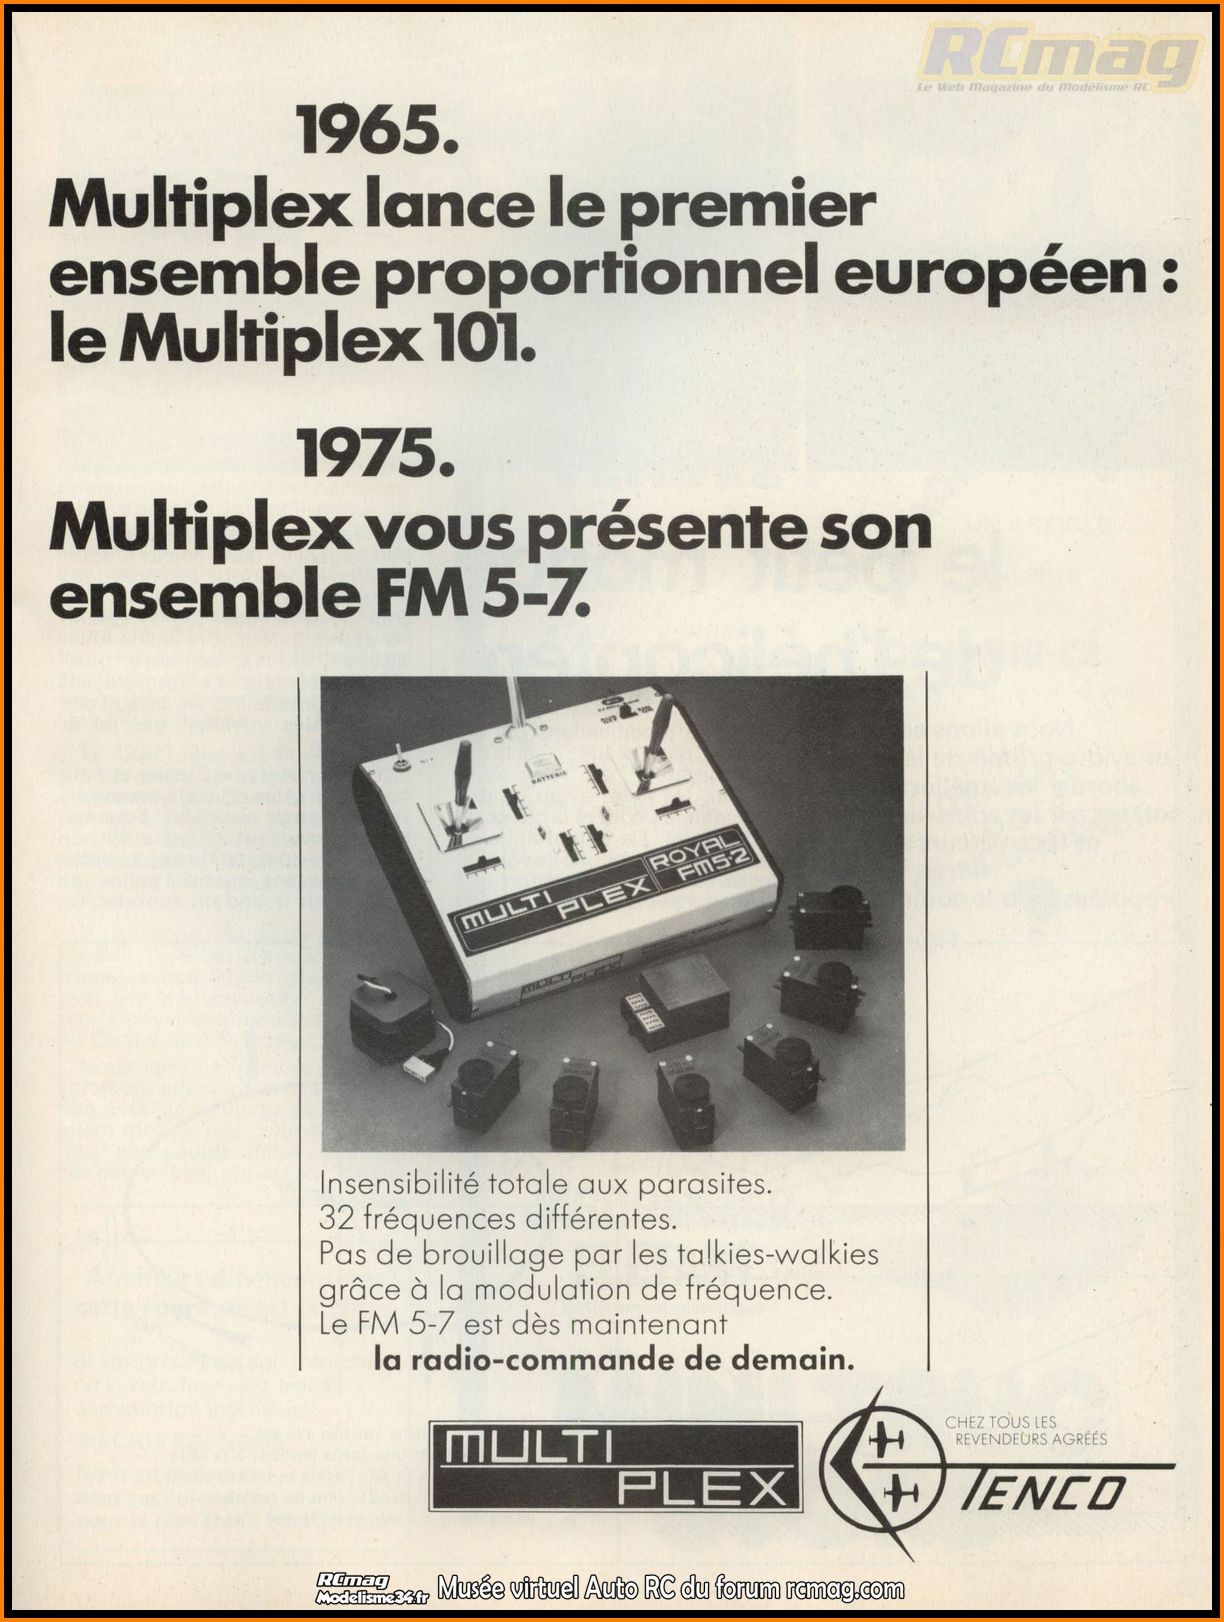 RCmag
Le Web Magazine du Modélisme RC
1965.
Multiplex lance le premier
ensemble proportionnel européen :
le Multiplex 101.
1975.
Multiplex vous présente son
ensemble FM 5-7.
BATTERIE
MULTI PLEX ROYAL FM5-2
MULTI PLEX
Insensibilité totale aux parasites.
32 fréquences différentes.
Pas de brouillage par les talkies-walkies
grâce à la modulation de fréquence.
Le FM 5-7 est dès maintenant
la radio-commande de demain.
MULTI
PLEX
CHEZ TOUS LES
REVENDEURS AGRÉÉS
TENCO
RCmag
Modelisme34.fr
Musée virtuel Auto RC du forum rcmag.com